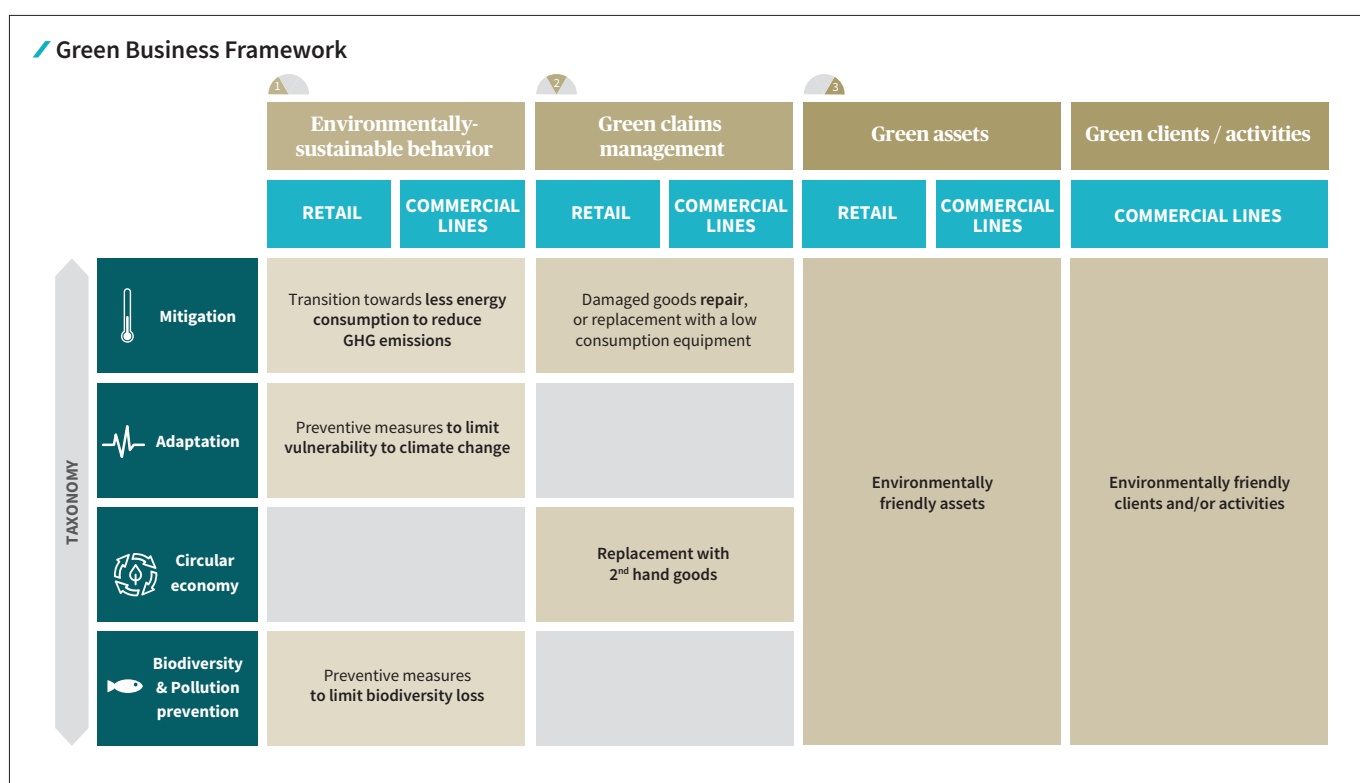 Green Business Framework
1
2
3
Environmentally-
sustainable behavior
Green claims
management
Green assets
Green clients / activities
RETAIL
COMMERCIAL
LINES
RETAIL
COMMERCIAL
LINES
RETAIL
COMMERCIAL
LINES
COMMERCIAL LINES
TAXONOMY
Mitigation
Transition towards less energy
consumption to reduce
GHG emissions
Damaged goods repair,
or replacement with a low
consumption equipment
Adaptation
Preventive measures to limit
vulnerability to climate change
Environmentally
friendly assets
Environmentally friendly
clients and/or activities
Circular
economy
Replacement with
2nd hand goods
Biodiversity
& Pollution
prevention
Preventive measures
to limit biodiversity loss